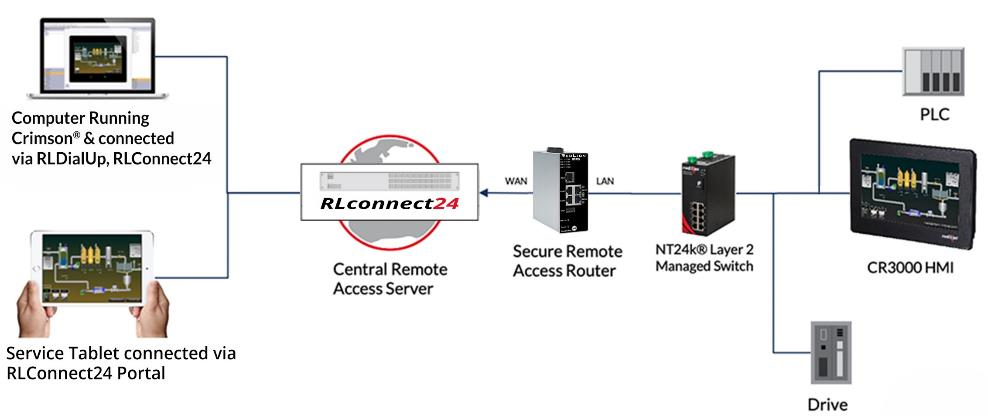 Computer Running
Crimson® & connected
via RLDialUp, RLConnect24
Service Tablet connected via
RLConnect24 Portal
RLconnect24
Central Remote
Access Server
WAN
LAN
Secure Remote
Access Router
NT24k® Layer 2
Managed Switch
PLC
CR3000 HMI
Drive